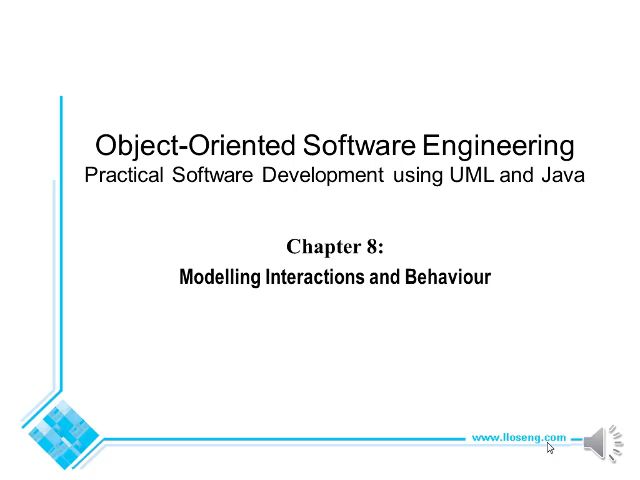 Object-Oriented Software Engineering
Practical Software Development using UML and Java
Chapter 8:
Modelling Interactions and Behaviour
www.lloseng.com